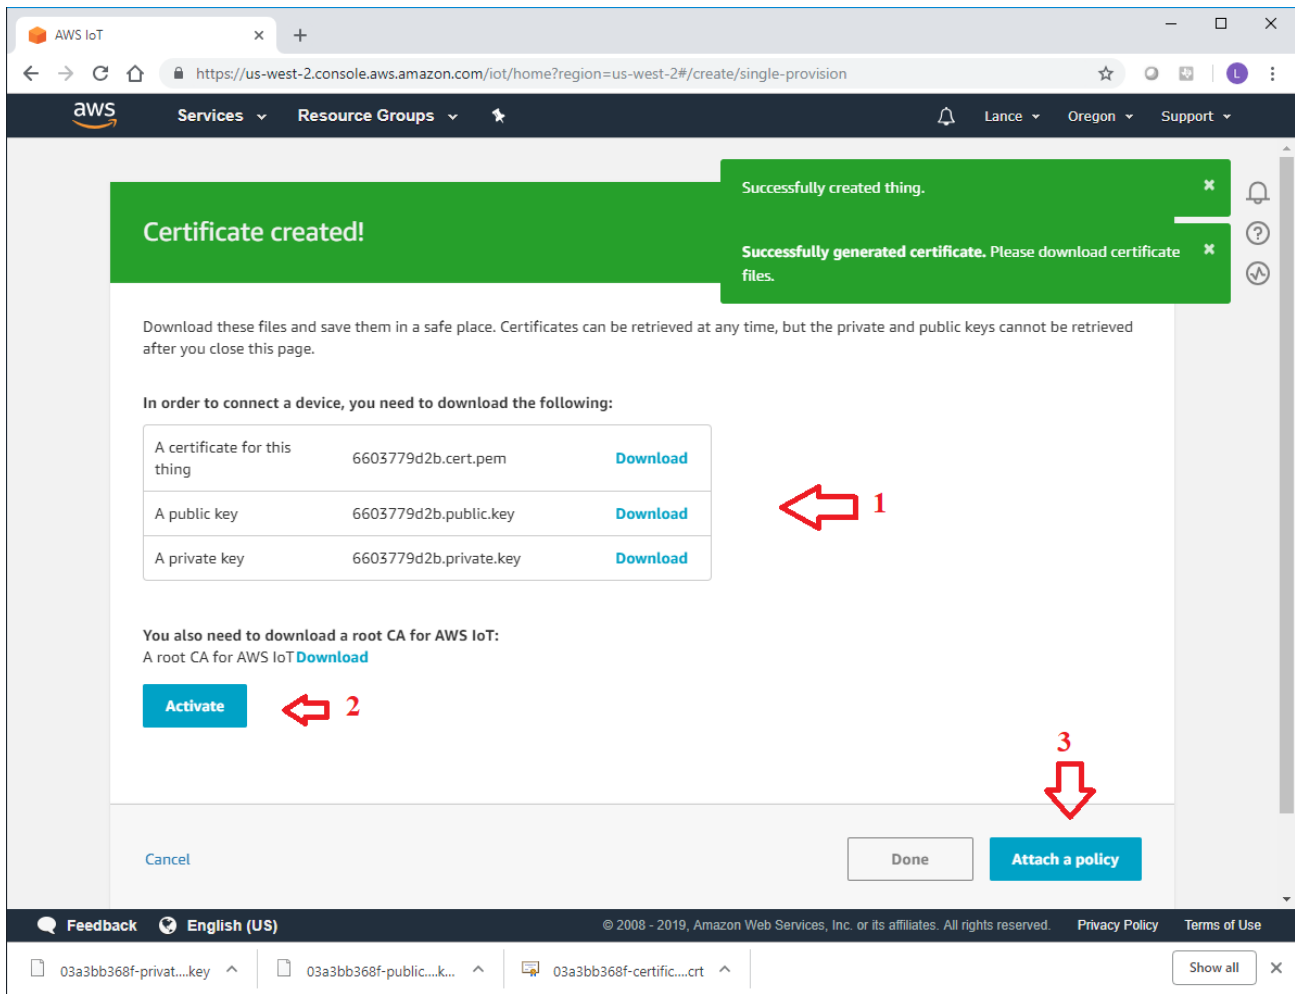 AWS IoT
https://us-west-2.console.aws.amazon.com/iot/home?region=us-west-2#/create/single-provision
L
aws
Services
Resource Groups
Lance
Oregon
Support
Successfully created thing.
Certificate created!
Successfully generated certificate. Please download certificate
files.
Download these files and save them in a safe place. Certificates can be retrieved at any time, but the private and public keys cannot be retrieved
after you close this page.
In order to connect a device, you need to download the following:
A certificate for this
thing
6603779d2b.cert.pem
Download
1
A public key
6603779d2b.public.key
Download
A private key
6603779d2b.private.key
Download
You also need to download a root CA for AWS IoT:
A root CA for AWS IoT Download
Activate
2
3
Cancel
Done
Attach a policy
Feedback
English (US)
© 2008 - 2019, Amazon Web Services, Inc. or its affiliates. All rights reserved.
Privacy Policy
Terms of Use
03a3bb368f-privat....key
03a3bb368f-public....k...
03a3bb368f-certific....crt
Show all